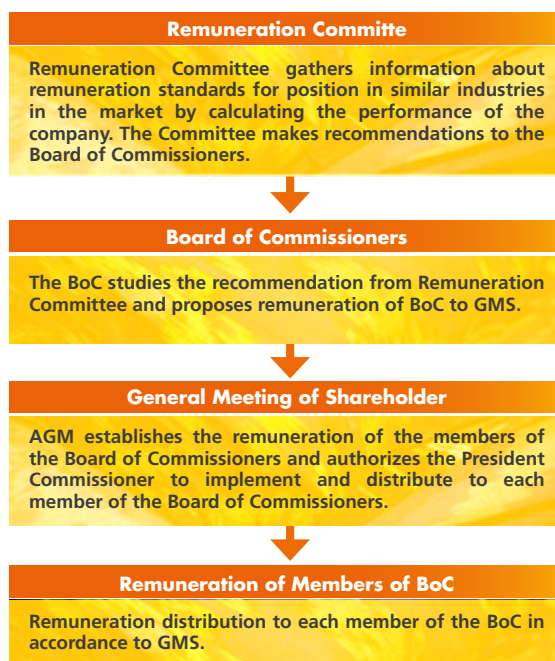 Remuneration Committe
Remuneration Committee gathers information about
remuneration standards for position in similar industries
in the market by calculating the performance of the
company. The Committee makes recommendations to the
Board of Commissioners.
Board of Commissioners
The BoC studies the recommendation from Remuneration
Committee and proposes remuneration of BoC to GMS.
General Meeting of Shareholder
AGM establishes the remuneration of the members of
the Board of Commissioners and authorizes the President
Commissioner to implement and distribute to each
member of the Board of Commissioners.
Remuneration of Members of BoC
Remuneration distribution to each member of the BoC in
accordance to GMS.